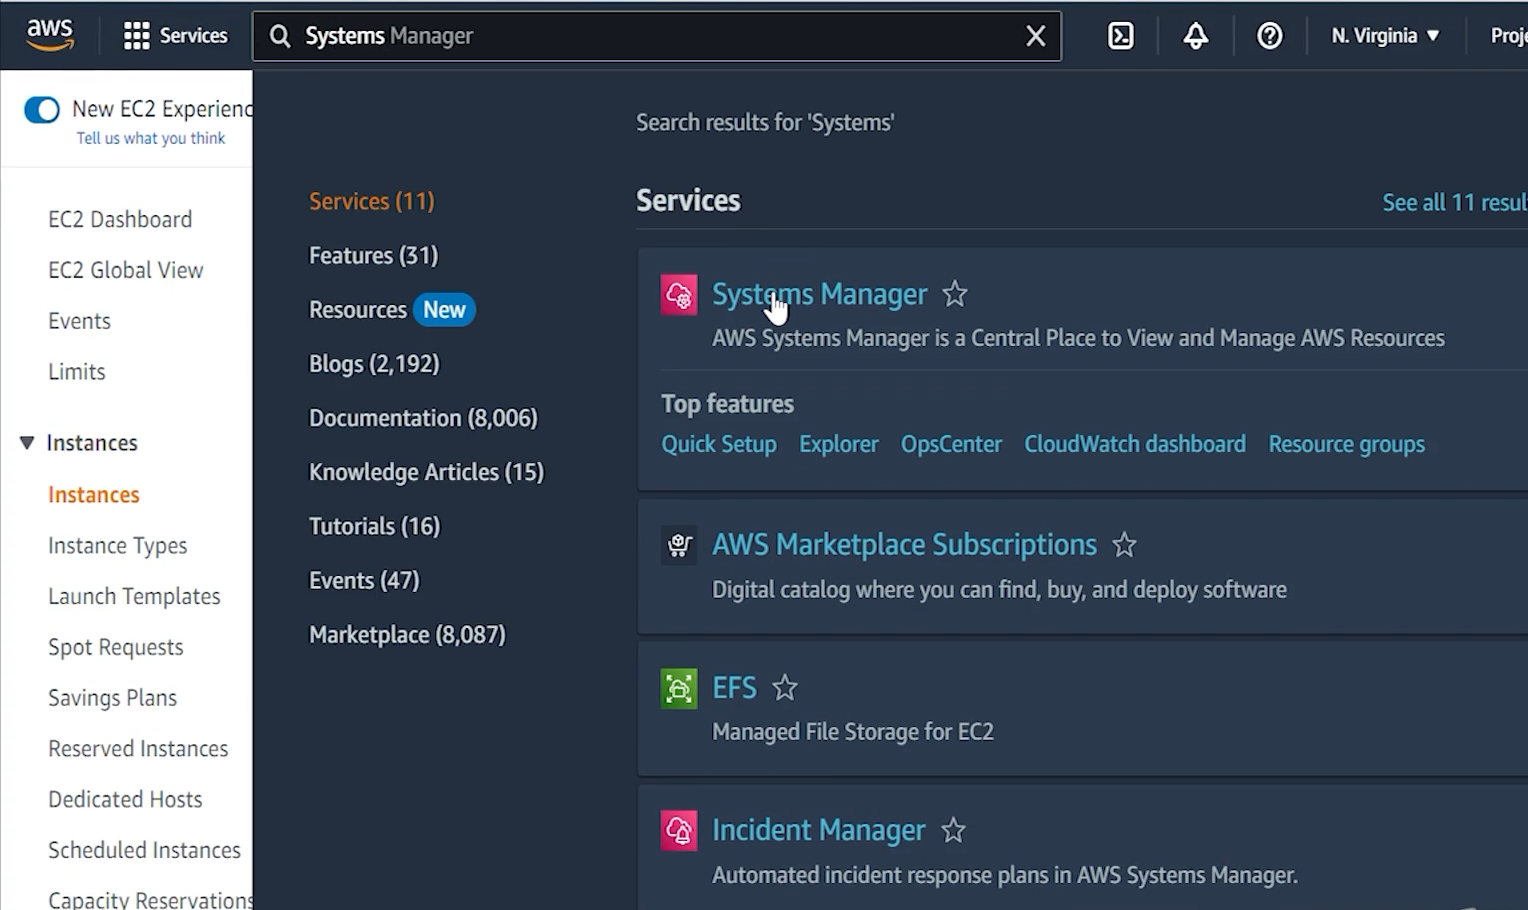 aws
Services
Systems Manager
N. Virginia ▼
New EC2 Experienc
Tell us what you think
EC2 Dashboard
EC2 Global View
Events
Limits
Instances
Instances
Instance Types
Launch Templates
Spot Requests
Savings Plans
Reserved Instances
Dedicated Hosts
Scheduled Instances
Capacity Reservations
Services (11)
Features (31)
Resources New
Blogs (2,192)
Documentation (8,006)
Knowledge Articles (15)
Tutorials (16)
Events (47)
Marketplace (8,087)
Search results for 'Systems'
Services
See all 11 resul
Systems Manager
AWS Systems Manager is a Central Place to View and Manage AWS Resources
Top features
Quick Setup Explorer OpsCenter CloudWatch dashboard Resource groups
AWS Marketplace Subscriptions
Digital catalog where you can find, buy, and deploy software
EFS
Managed File Storage for EC2
Incident Manager
Automated incident response plans in AWS Systems Manager.